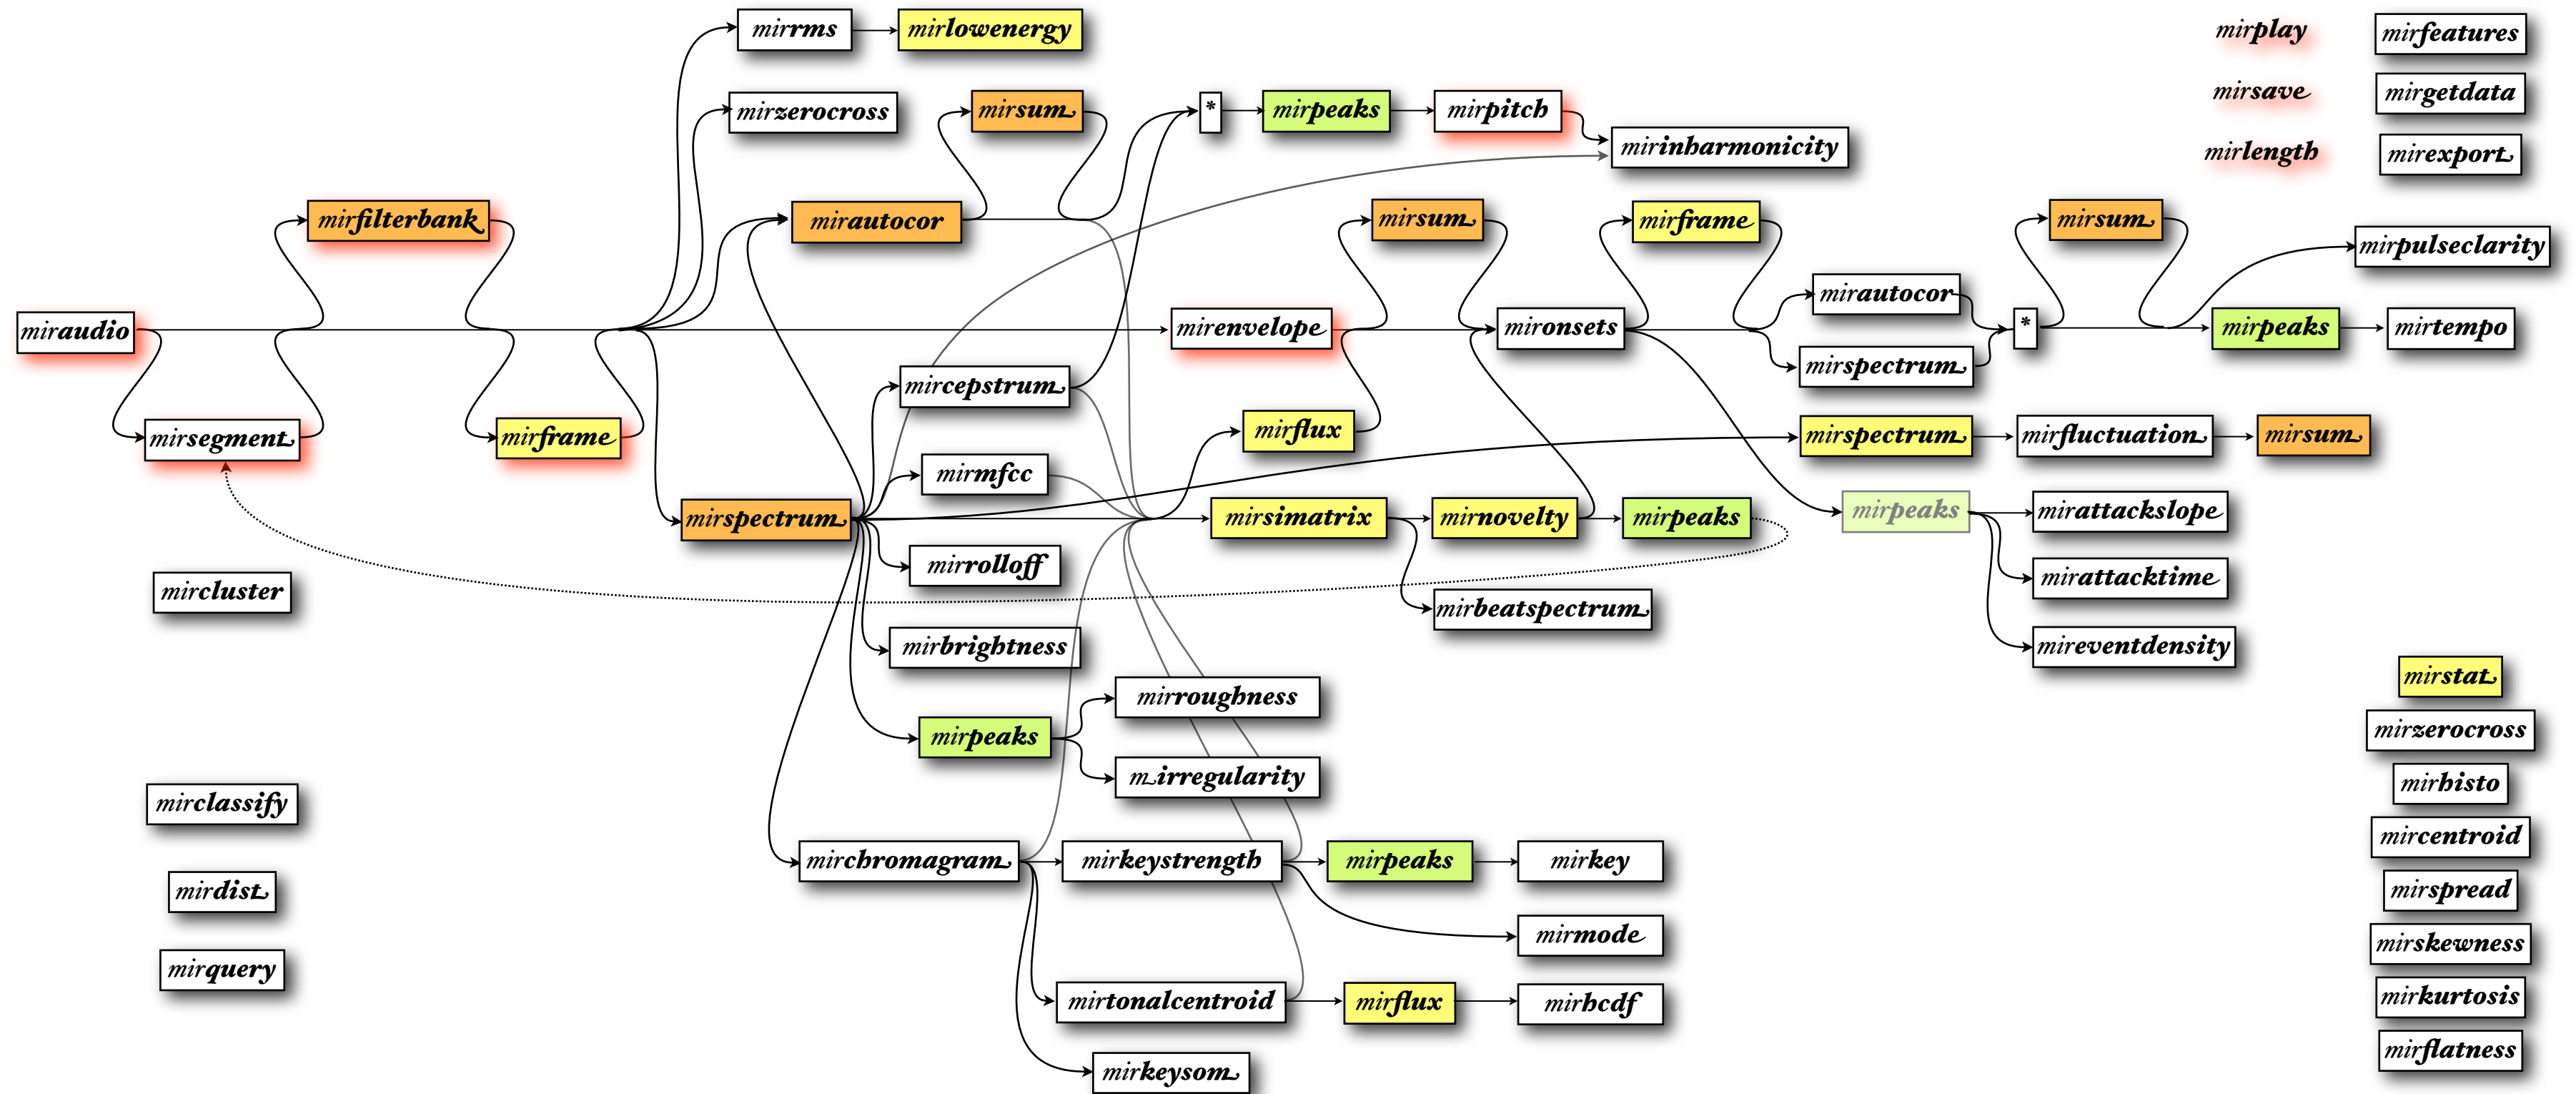 mirrms
mirlowenergy
mirplay
mirfeatures
mirzerocross
mirsum
*
mirpeaks
mirpitch
mirinharmonicity
mirsave
mirgetdata
mirlength
mirexport
mirfilterbank
mirautocor
mirsum
mirframe
mirsum
mirpulseclarity
miraudio
mirenvelope
mironsets
mirautocor
*
mirpeaks
mirtempo
mirspectrum
mircepstrum
mirsegment
mirframe
mirflux
mirspectrum
mirfluctuation
mirsum
mirmfcc
mirspectrum
mirsimatrix
mirnovelty
mirpeaks
mirpeaks
mirattackslope
mirrolloff
mirattacktime
mircluster
mirbeatspectrum
mirbrightness
mireventdensity
mirroughness
mirstat
mirpeaks
mirzerocross
m_irregularity
mirhisto
mirclassify
mirchromagram
mirkeystrength
mirpeaks
mirkey
mircentroid
mirdist
mirspread
mirmode
mirskewness
mirquery
mirtonalcentroid
mirflux
mirhcdf
mirkurtosis
mirkeysom
mirflatness